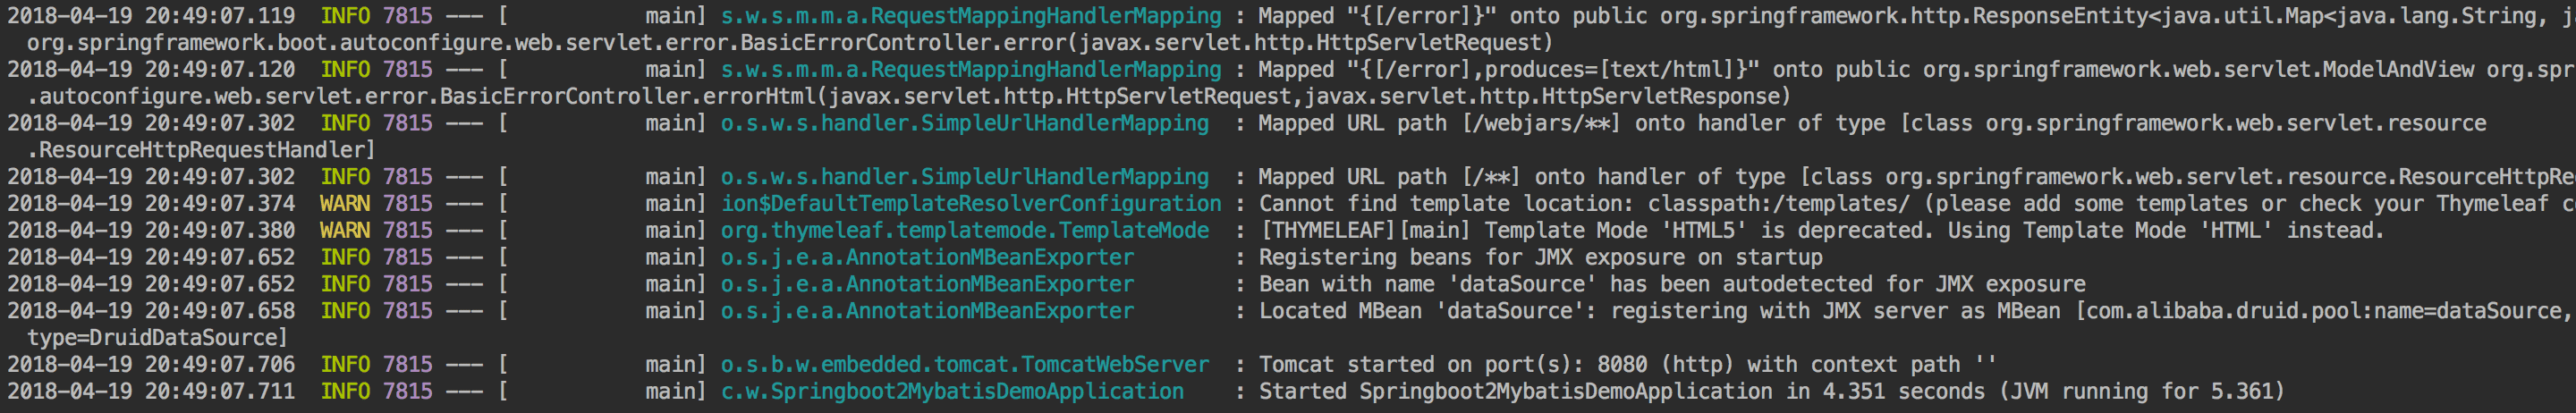 2018-04-19 20:49:07.119  INFO 7815 --- [           main] s.w.s.m.m.a.RequestMappingHandlerMapping : Mapped "{[/error]}" onto public org.springframework.http.ResponseEntity<java.util.Map<java.lang.String, j
org.springframework.boot.autoconfigure.web.servlet.error.BasicErrorController.error(javax.servlet.http.HttpServletRequest)
2018-04-19 20:49:07.120  INFO 7815 --- [           main] s.w.s.m.m.a.RequestMappingHandlerMapping : Mapped "{[/error],produces=[text/html]}" onto public org.springframework.web.servlet.ModelAndView org.spr
.autoconfigure.web.servlet.error.BasicErrorController.errorHtml(javax.servlet.http.HttpServletRequest,javax.servlet.http.HttpServletResponse)
2018-04-19 20:49:07.302  INFO 7815 --- [           main] o.s.w.s.handler.SimpleUrlHandlerMapping  : Mapped URL path [/webjars/**] onto handler of type [class org.springframework.web.servlet.resource
.ResourceHttpRequestHandler]
2018-04-19 20:49:07.302  INFO 7815 --- [           main] o.s.w.s.handler.SimpleUrlHandlerMapping  : Mapped URL path [/**] onto handler of type [class org.springframework.web.servlet.resource.ResourceHttpReq
2018-04-19 20:49:07.374  WARN 7815 --- [           main] ion$DefaultTemplateResolverConfiguration : Cannot find template location: classpath:/templates/ (please add some templates or check your Thymeleaf co
2018-04-19 20:49:07.380  WARN 7815 --- [           main] org.thymeleaf.templatemode.TemplateMode  : [THYMELEAF][main] Template Mode 'HTML5' is deprecated. Using Template Mode 'HTML' instead.
2018-04-19 20:49:07.652  INFO 7815 --- [           main] o.s.j.e.a.AnnotationMBeanExporter        : Registering beans for JMX exposure on startup
2018-04-19 20:49:07.652  INFO 7815 --- [           main] o.s.j.e.a.AnnotationMBeanExporter        : Bean with name 'dataSource' has been autodetected for JMX exposure
2018-04-19 20:49:07.658  INFO 7815 --- [           main] o.s.j.e.a.AnnotationMBeanExporter        : Located MBean 'dataSource': registering with JMX server as MBean [com.alibaba.druid.pool:name=dataSource,
type=DruidDataSource]
2018-04-19 20:49:07.706  INFO 7815 --- [           main] o.s.b.w.embedded.tomcat.TomcatWebServer  : Tomcat started on port(s): 8080 (http) with context path ''
2018-04-19 20:49:07.711  INFO 7815 --- [           main] c.w.Springboot2MybatisDemoApplication    : Started Springboot2MybatisDemoApplication in 4.351 seconds (JVM running for 5.361)